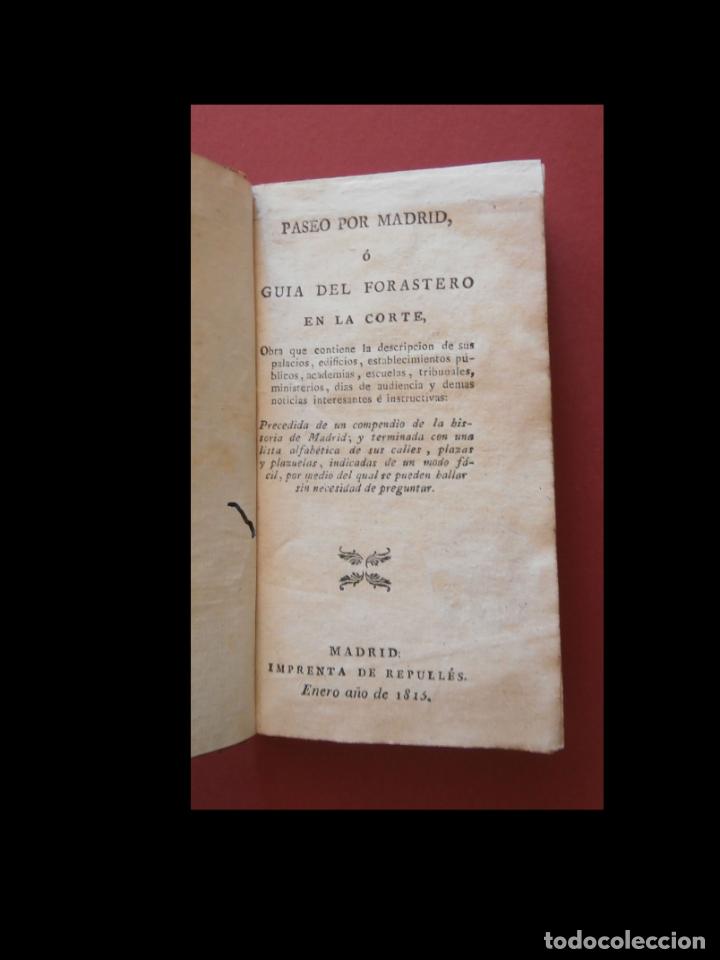 PASEO POR MADRID,
ó
GUIA DEL FORASTERO
EN LA CORTE,
Obra que contiene la descripcion de sus
palacios, edificios, establecimientos pú-
blicos, academias, escuelas, tribunales,
ministerios, dias de audiencia y demas
noticias interesantes é instructivas:
Precedida de un compendio de la his-
toria de Madrid; y terminada con una
lista alfabética de sus calles, plazas
y plazuelas, indicadas de un modo fá-
cil, por medio del qual se pueden hallar
sin necesidad de preguntar.
MADRID:
IMPRENTA DE REPULLÉS.
Enero año de 1815.
todocoleccion